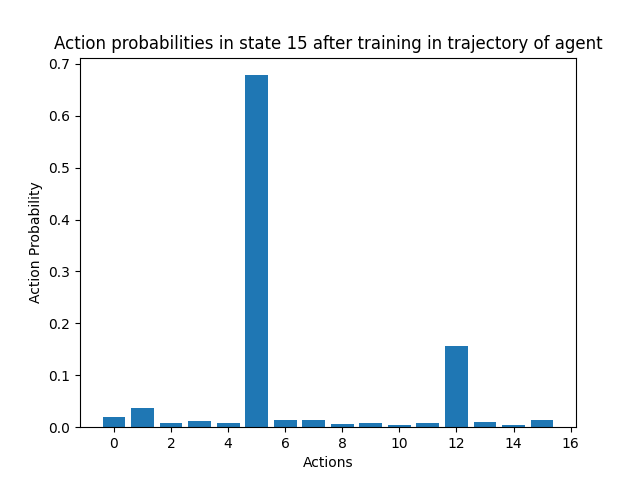 Action probabilities in state 15 after training in trajectory of agent
0.7
0.6
0.5
0.4
0.3
0.2
0.1
0.0
Action Probability
0 2 4 6 8 10 12 14 16
Actions